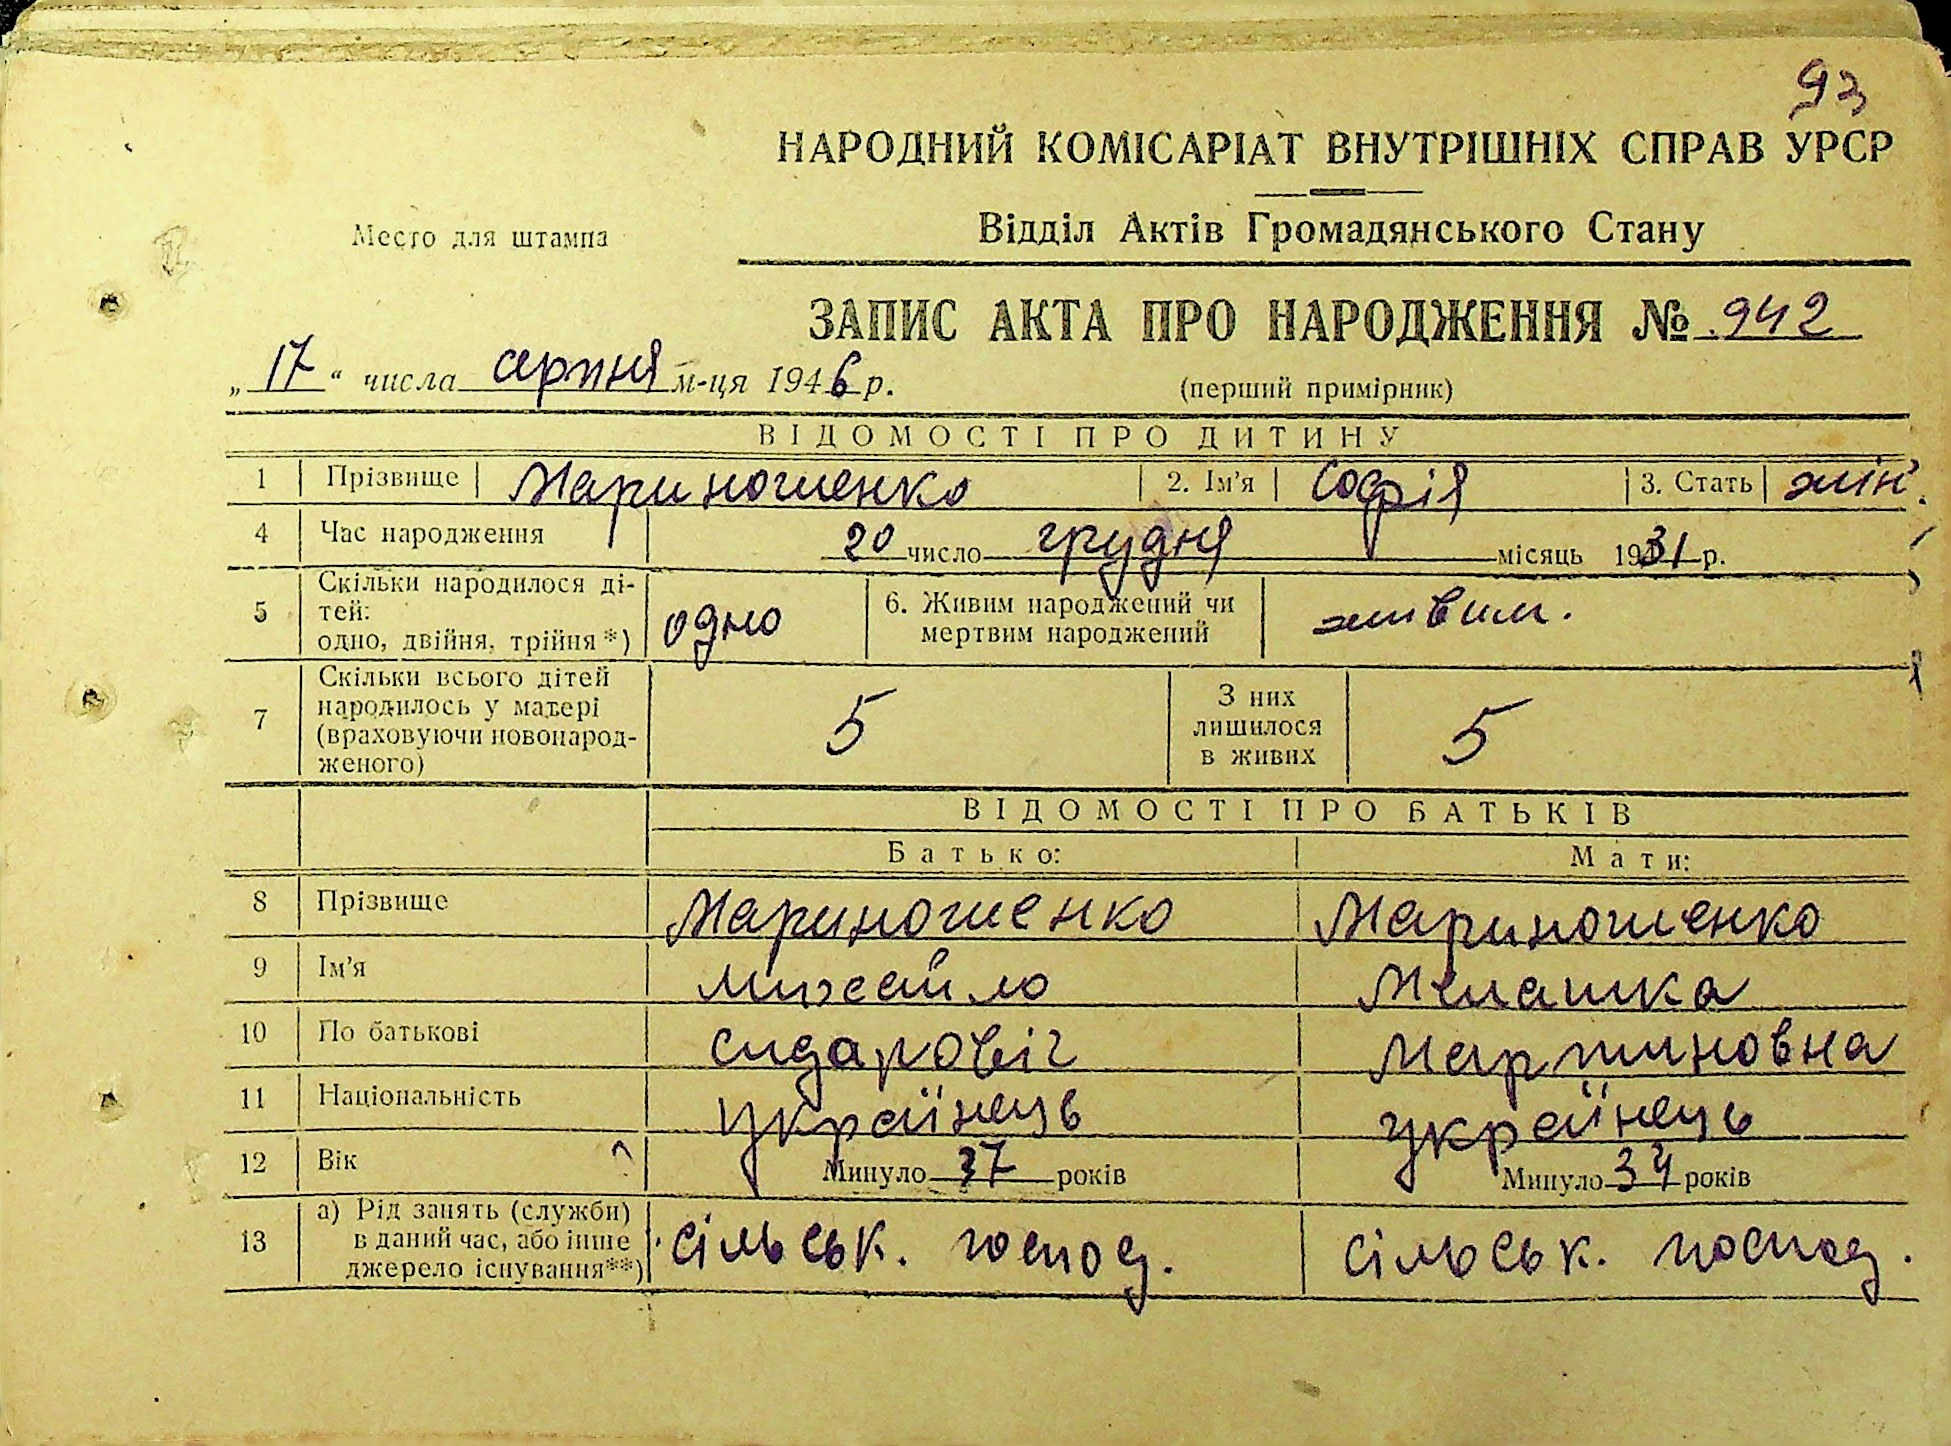 93
НАРОДНИЙ КОМІСАРІАТ ВНУТРІШНІХ СПРАВ УРСР
Место для штампа
Відділ Актів Громадянського Стану
ЗАПИС АКТА ПРО НАРОДЖЕННЯ № 942
„17“ числа серпня м-ця 1946 р. (перший примірник)
ВІДОМОСТІ ПРО ДИТИНУ
1 Прізвище Мариношенко 2. Ім'я Софія 3. Стать жін.
4 Час народження 20 число грудня місяць 1931 р.
5 Скільки народилося ді-
тей:
одно, двійня, трійня*) одно 6. Живим народжений чи
мертвим народжений живим.
7 Скільки всього дітей
народилось у матері
(враховуючи новонарод-
женого) 5 З них
лишилося
в живих 5
ВІДОМОСТІ ПРО БАТЬКІВ
Батько: Мати:
8 Прізвище Мариношенко Мариношенко
9 Ім'я Михайло Мелашка
10 По батькові Сидаровіч Мартиновна
11 Національність українець українець
12 Вік Минуло 37 років Минуло 34 років
13 а) Рід занять (служби)
в даний час, або інше
джерело існування**) сільськ. господ. сільськ. господ.